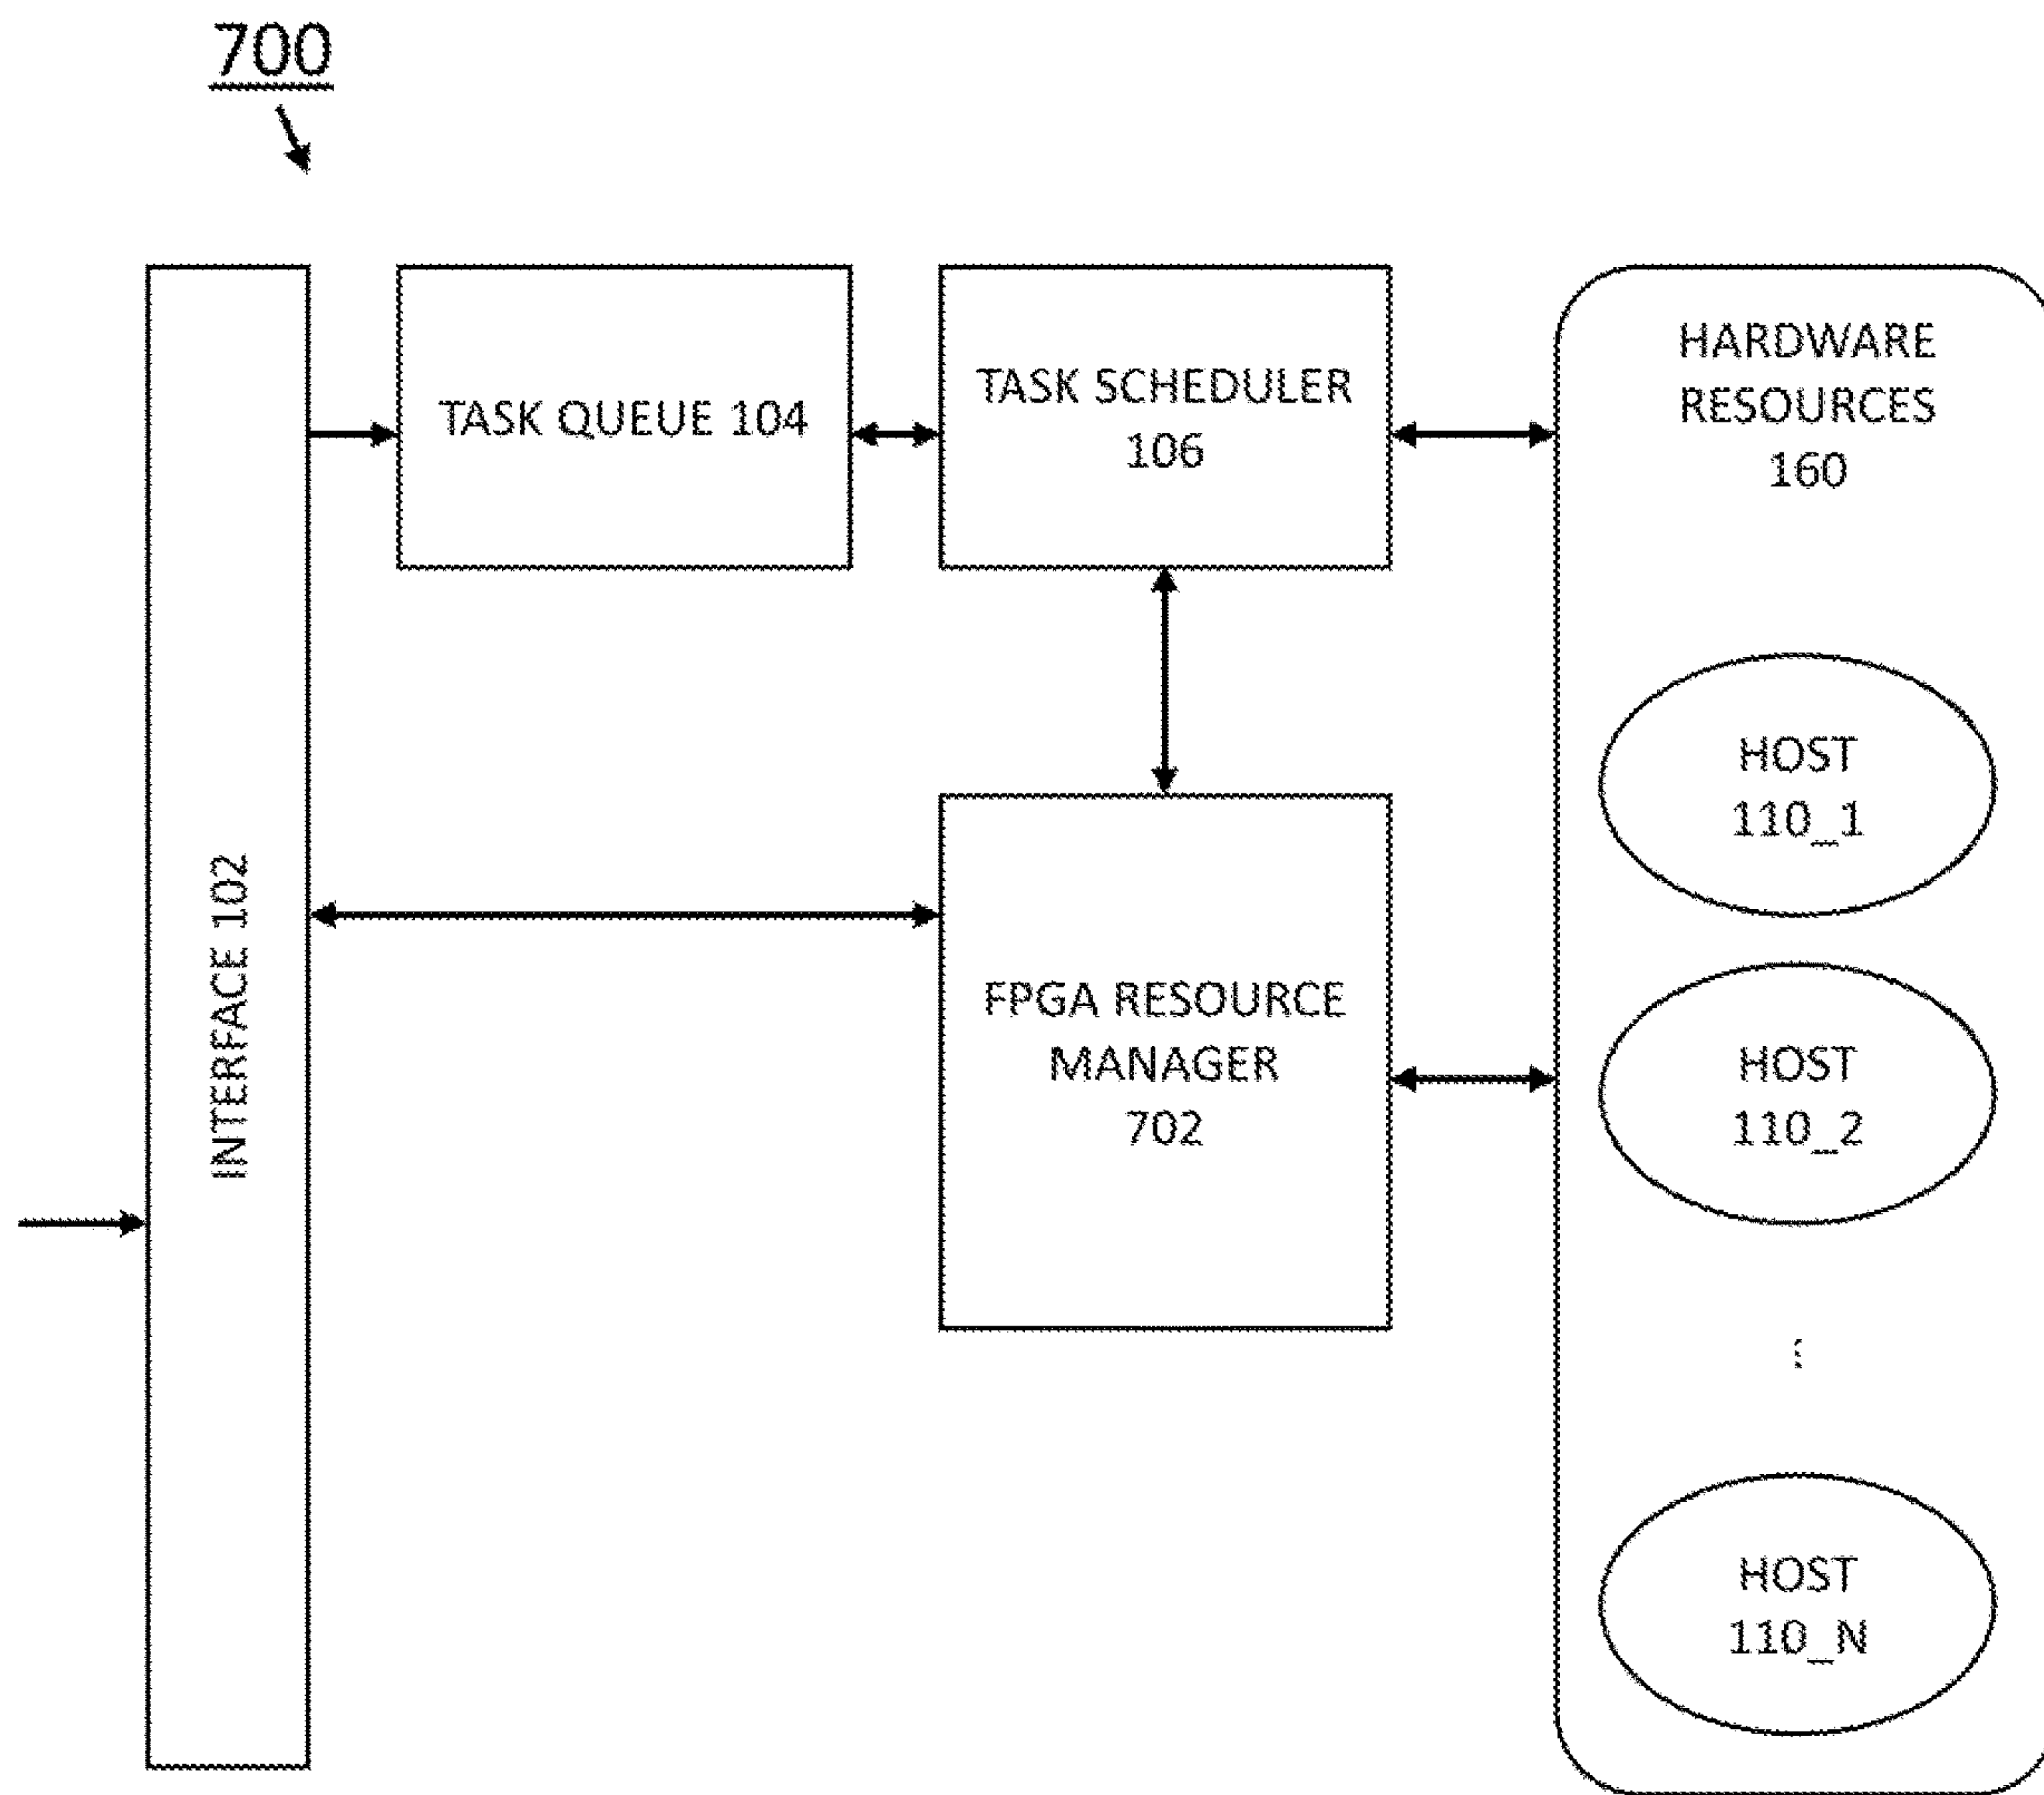 700
TASK QUEUE 104
TASK SCHEDULER
106
HARDWARE
RESOURCES
160
INTERFACE 102
FPGA RESOURCE
MANAGER
702
HOST
110_1
HOST
110_2
...
HOST
110_N